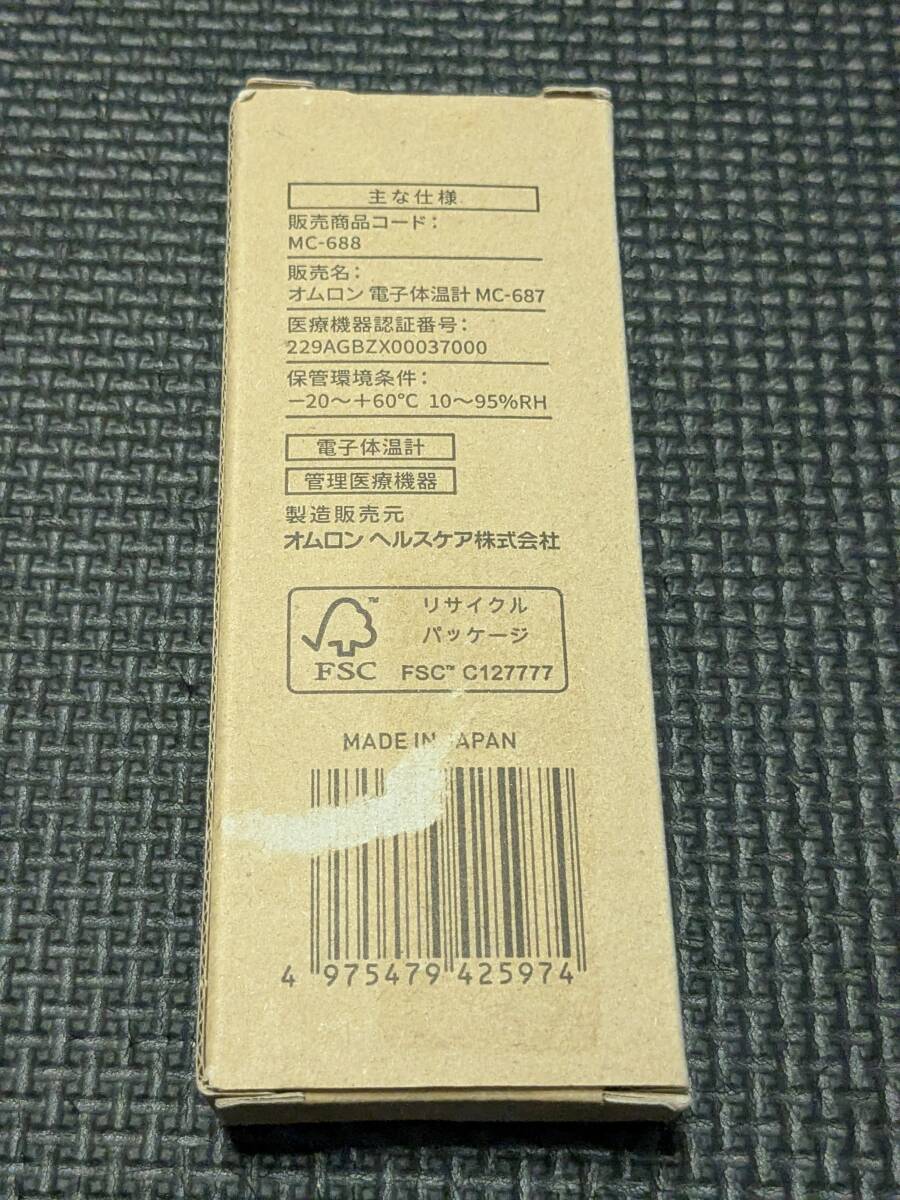 主な仕様
販売商品コード：
MC-688
販売名：
オムロン 電子体温計 MC-687
医療機器認証番号：
229AGBZX00037000
保管環境条件：
－20～＋60℃ 10～95%RH
電子体温計
管理医療機器
製造販売元
オムロン ヘルスケア株式会社
リサイクル
パッケージ
FSC
FSC™ C127777
MADE IN JAPAN
4 975479 425974